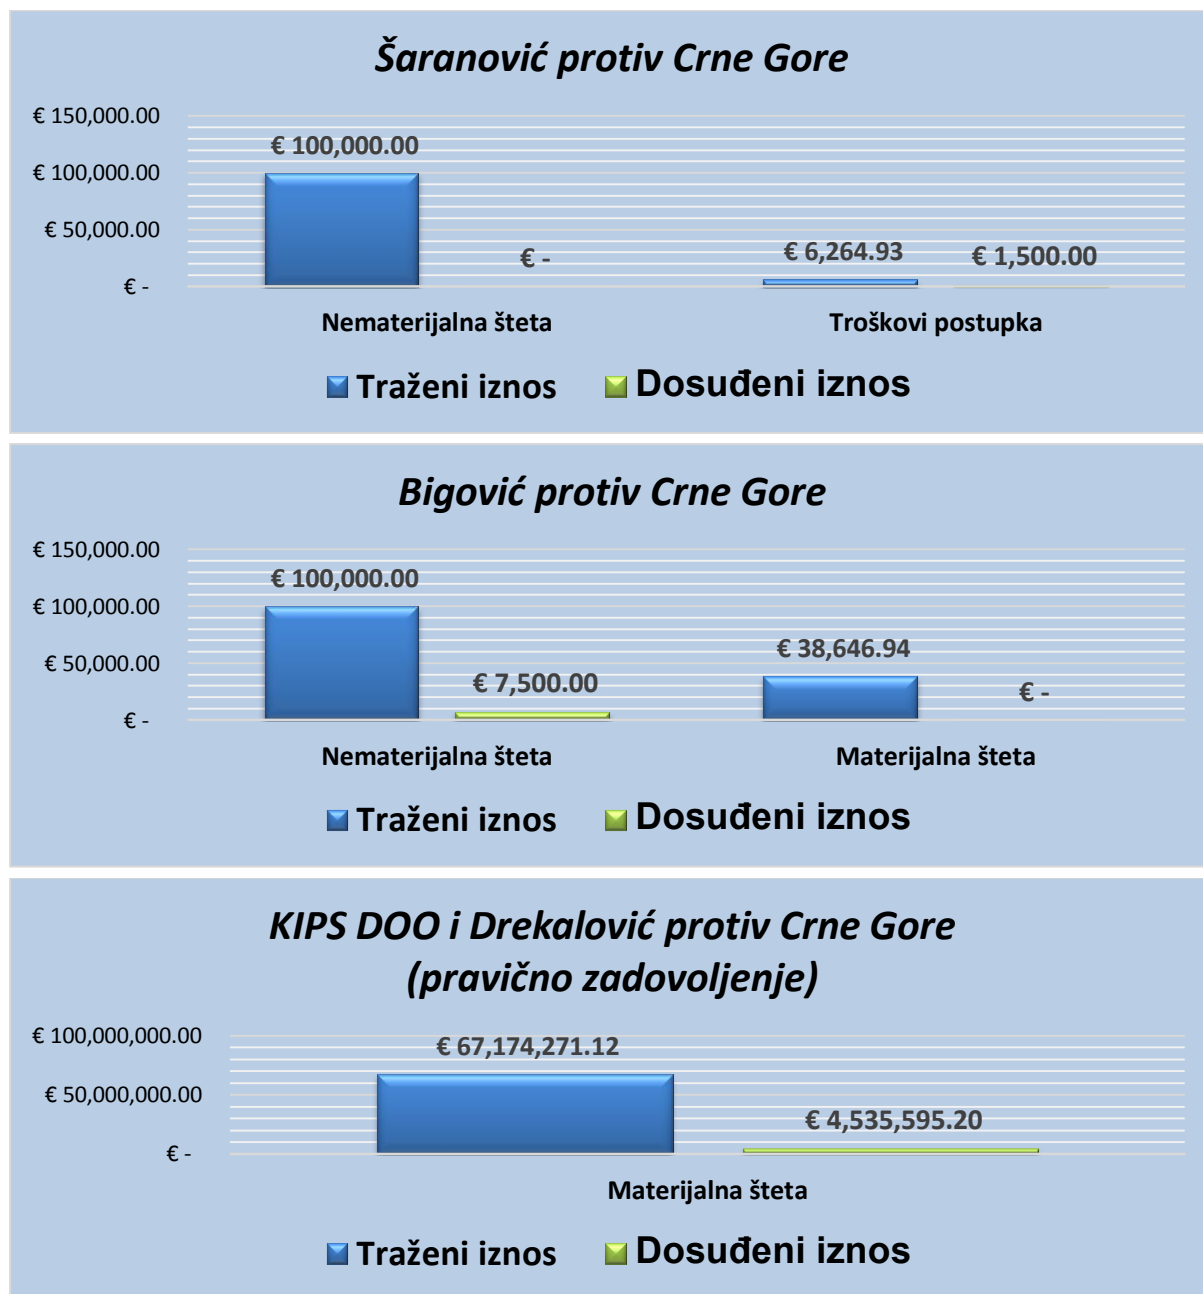 Šaranović protiv Crne Gore
€ 150,000.00
€ 100,000.00
€ 50,000.00
€ -
€ 100,000.00
€ -
€ 6,264.93
€ 1,500.00
Nematerijalna šteta
Troškovi postupka
Traženi iznos
Dosuđeni iznos
Bigović protiv Crne Gore
€ 150,000.00
€ 100,000.00
€ 50,000.00
€ -
€ 100,000.00
€ 7,500.00
€ 38,646.94
€ -
Nematerijalna šteta
Materijalna šteta
Traženi iznos
Dosuđeni iznos
KIPS DOO i Drekalović protiv Crne Gore
(pravično zadovoljenje)
€ 100,000,000.00
€ 50,000,000.00
€ -
€ 67,174,271.12
€ 4,535,595.20
Materijalna šteta
Traženi iznos
Dosuđeni iznos